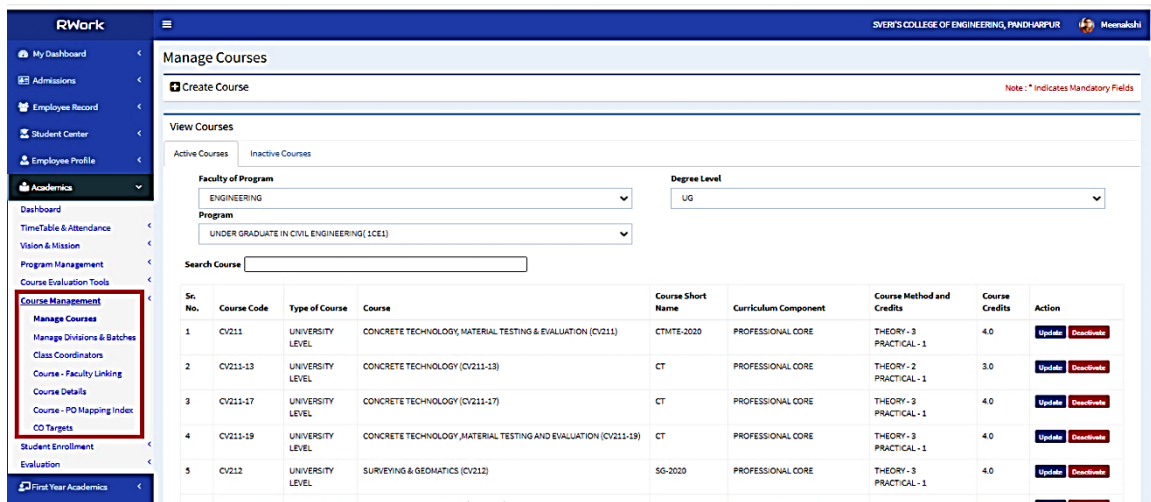 RWork
SVERI'S COLLEGE OF ENGINEERING, PANDHARPUR
Meenakshi
My Dashboard
Admissions
Employee Record
Student Center
Employee Profile
Academics
Dashboard
TimeTable & Attendance
Vision & Mission
Program Management
Course Evaluation Tools
Course Management
Manage Courses
Manage Divisions & Batches
Class Coordinators
Course - Faculty Linking
Course Details
Course - PO Mapping Index
CO Targets
Student Enrollment
Evaluation
First Year Academics
Manage Courses
Create Course
Note : * Indicates Mandatory Fields
View Courses
Active Courses Inactive Courses
Faculty of Program Degree Level
ENGINEERING UG
Program
UNDER GRADUATE IN CIVIL ENGINEERING( 1CE1)
Search Course
Sr. No. Course Code Type of Course Course Course Short Name Curriculum Component Course Method and Credits Course Credits Action
1 CV211 UNIVERSITY LEVEL CONCRETE TECHNOLOGY, MATERIAL TESTING & EVALUATION (CV211) CTMTE-2020 PROFESSIONAL CORE THEORY - 3 PRACTICAL - 1 4.0 Update Deactivate
2 CV211-13 UNIVERSITY LEVEL CONCRETE TECHNOLOGY (CV211-13) CT PROFESSIONAL CORE THEORY - 2 PRACTICAL - 1 3.0 Update Deactivate
3 CV211-17 UNIVERSITY LEVEL CONCRETE TECHNOLOGY (CV211-17) CT PROFESSIONAL CORE THEORY - 3 PRACTICAL - 1 4.0 Update Deactivate
4 CV211-19 UNIVERSITY LEVEL CONCRETE TECHNOLOGY ,MATERIAL TESTING AND EVALUATION (CV211-19) CT PROFESSIONAL CORE THEORY - 3 PRACTICAL - 1 4.0 Update Deactivate
5 CV212 UNIVERSITY LEVEL SURVEYING & GEOMATICS (CV212) SG-2020 PROFESSIONAL CORE THEORY - 3 PRACTICAL - 1 4.0 Update Deactivate